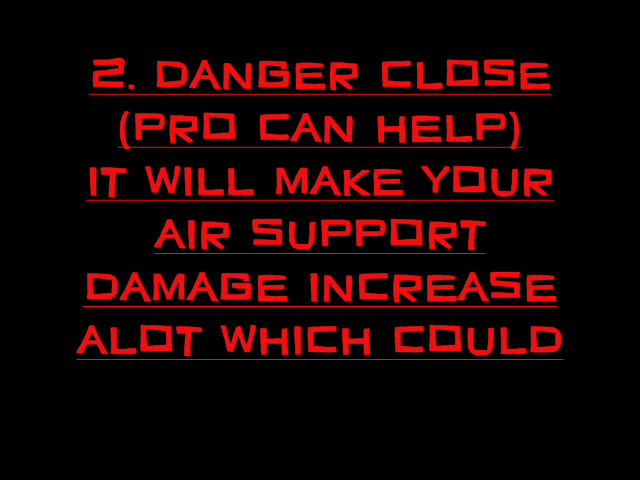 2. DANGER CLOSE
(PRO CAN HELP)
IT WILL MAKE YOUR
AIR SUPPORT
DAMAGE INCREASE
ALOT WHICH COULD